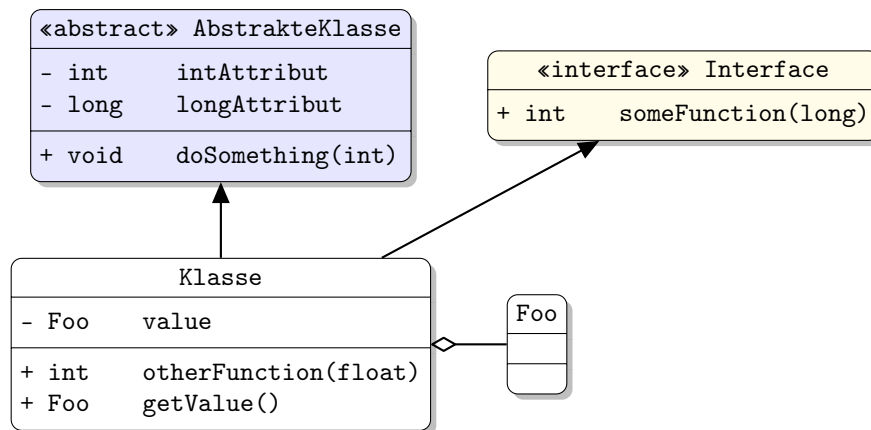 «abstract» AbstrakteKlasse
- int intAttribut
- long longAttribut
+ void doSomething(int)
«interface» Interface
+ int someFunction(long)
Klasse
- Foo value
+ int otherFunction(float)
+ Foo getValue()
Foo